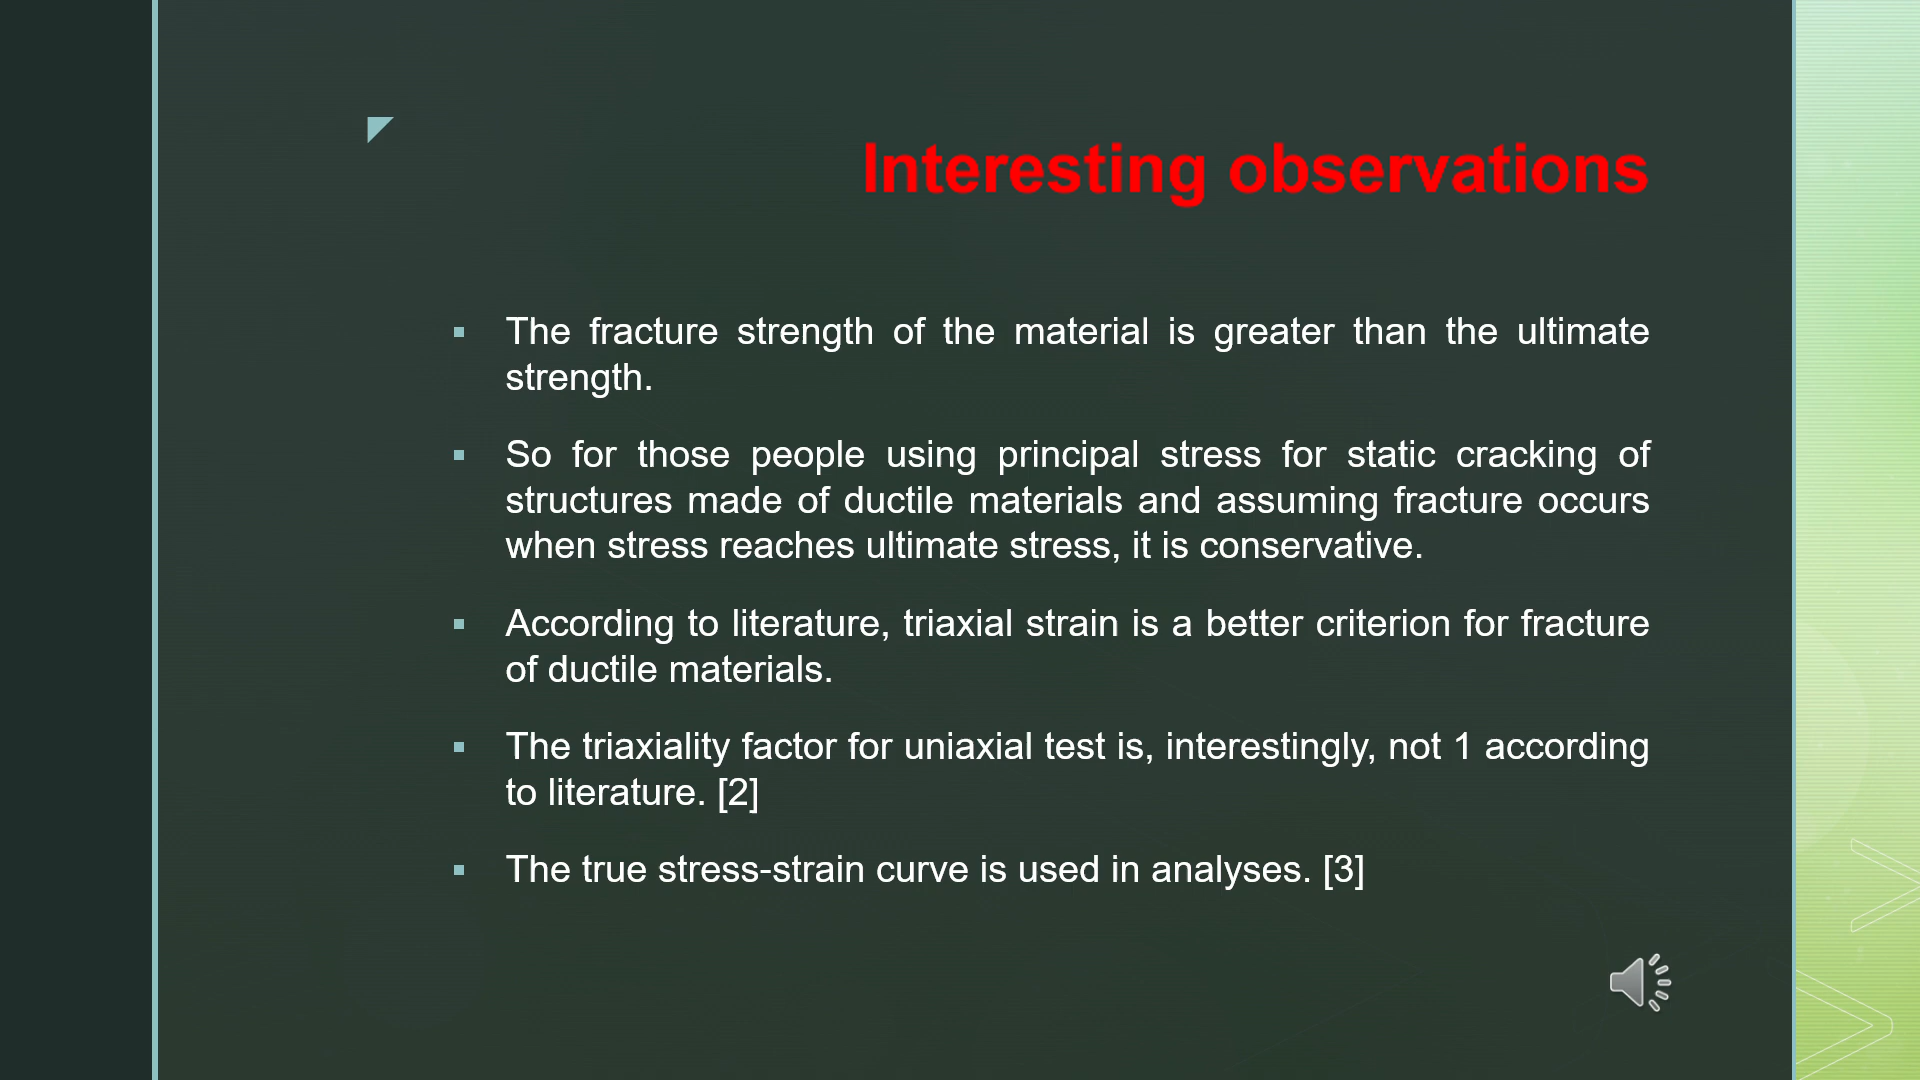 Interesting observations
▪ The fracture strength of the material is greater than the ultimate
strength.
▪ So for those people using principal stress for static cracking of
structures made of ductile materials and assuming fracture occurs
when stress reaches ultimate stress, it is conservative.
▪ According to literature, triaxial strain is a better criterion for fracture
of ductile materials.
▪ The triaxiality factor for uniaxial test is, interestingly, not 1 according
to literature. [2]
▪ The true stress-strain curve is used in analyses. [3]